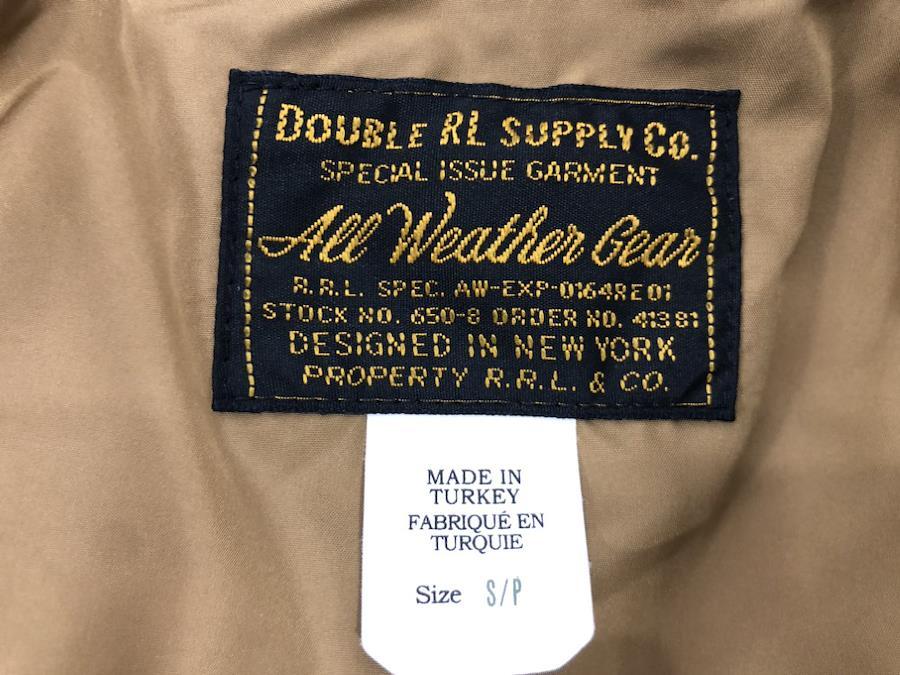 DOUBLE RL SUPPLY CO.
SPECIAL ISSUE GARMENT
All Weather Gear
R.R.L. SPEC. AW-EXP-0164RE01
STOCK NO. 650-8 ORDER NO. 41381
DESIGNED IN NEW YORK
PROPERTY R.R.L. & CO.
MADE IN
TURKEY
FABRIQUÉ EN
TURQUIE
Size S/P